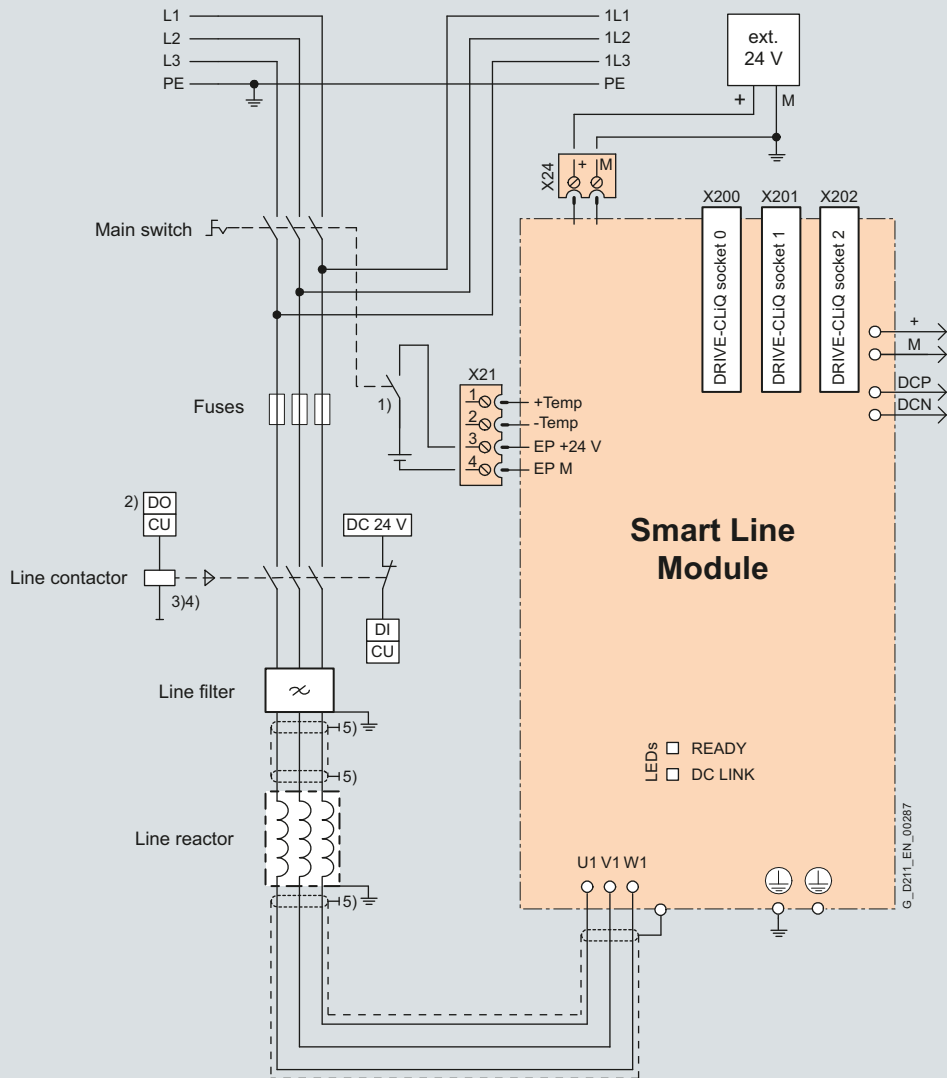 L1
L2
L3
PE
1L1
1L2
1L3
PE
ext.
24 V
+
M
X24
+
M
X200
X201
X202
DRIVE-CLiQ socket 0
DRIVE-CLiQ socket 1
DRIVE-CLiQ socket 2
Main switch
+
M
DCP
DCN
1)
X21
1
2
3
4
+Temp
-Temp
EP +24 V
EP M
Fuses
2)
DO
CU
DC 24 V
Line contactor
3)4)
DI
CU
Smart Line
Module
Line filter
5)
5)
Line reactor
5)
LEDs
READY
DC LINK
U1 V1 W1
G_D211_EN_00287